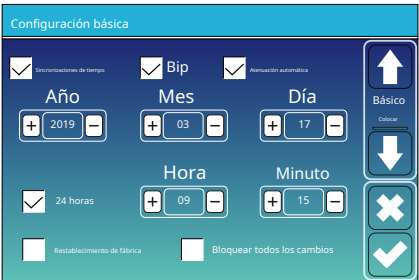 Configuración básica
Sincronizaciones de tiempo
Bip
Atenuación automática
Año
Mes
Día
+ 2019 −
+ 03 −
+ 17 −
Hora
Minuto
24 horas
+ 09 −
+ 15 −
Restablecimiento de fábrica
Bloquear todos los cambios
Básico
Colocar